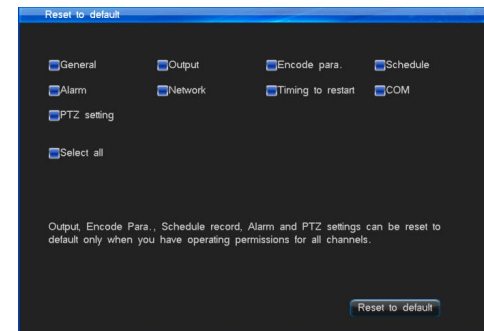 Reset to default
General Output Encode para. Schedule
Alarm Network Timing to restart COM
PTZ setting
Select all
Output, Encode Para., Schedule record, Alarm and PTZ settings can be reset to
default only when you have operating permissions for all channels.
Reset to default